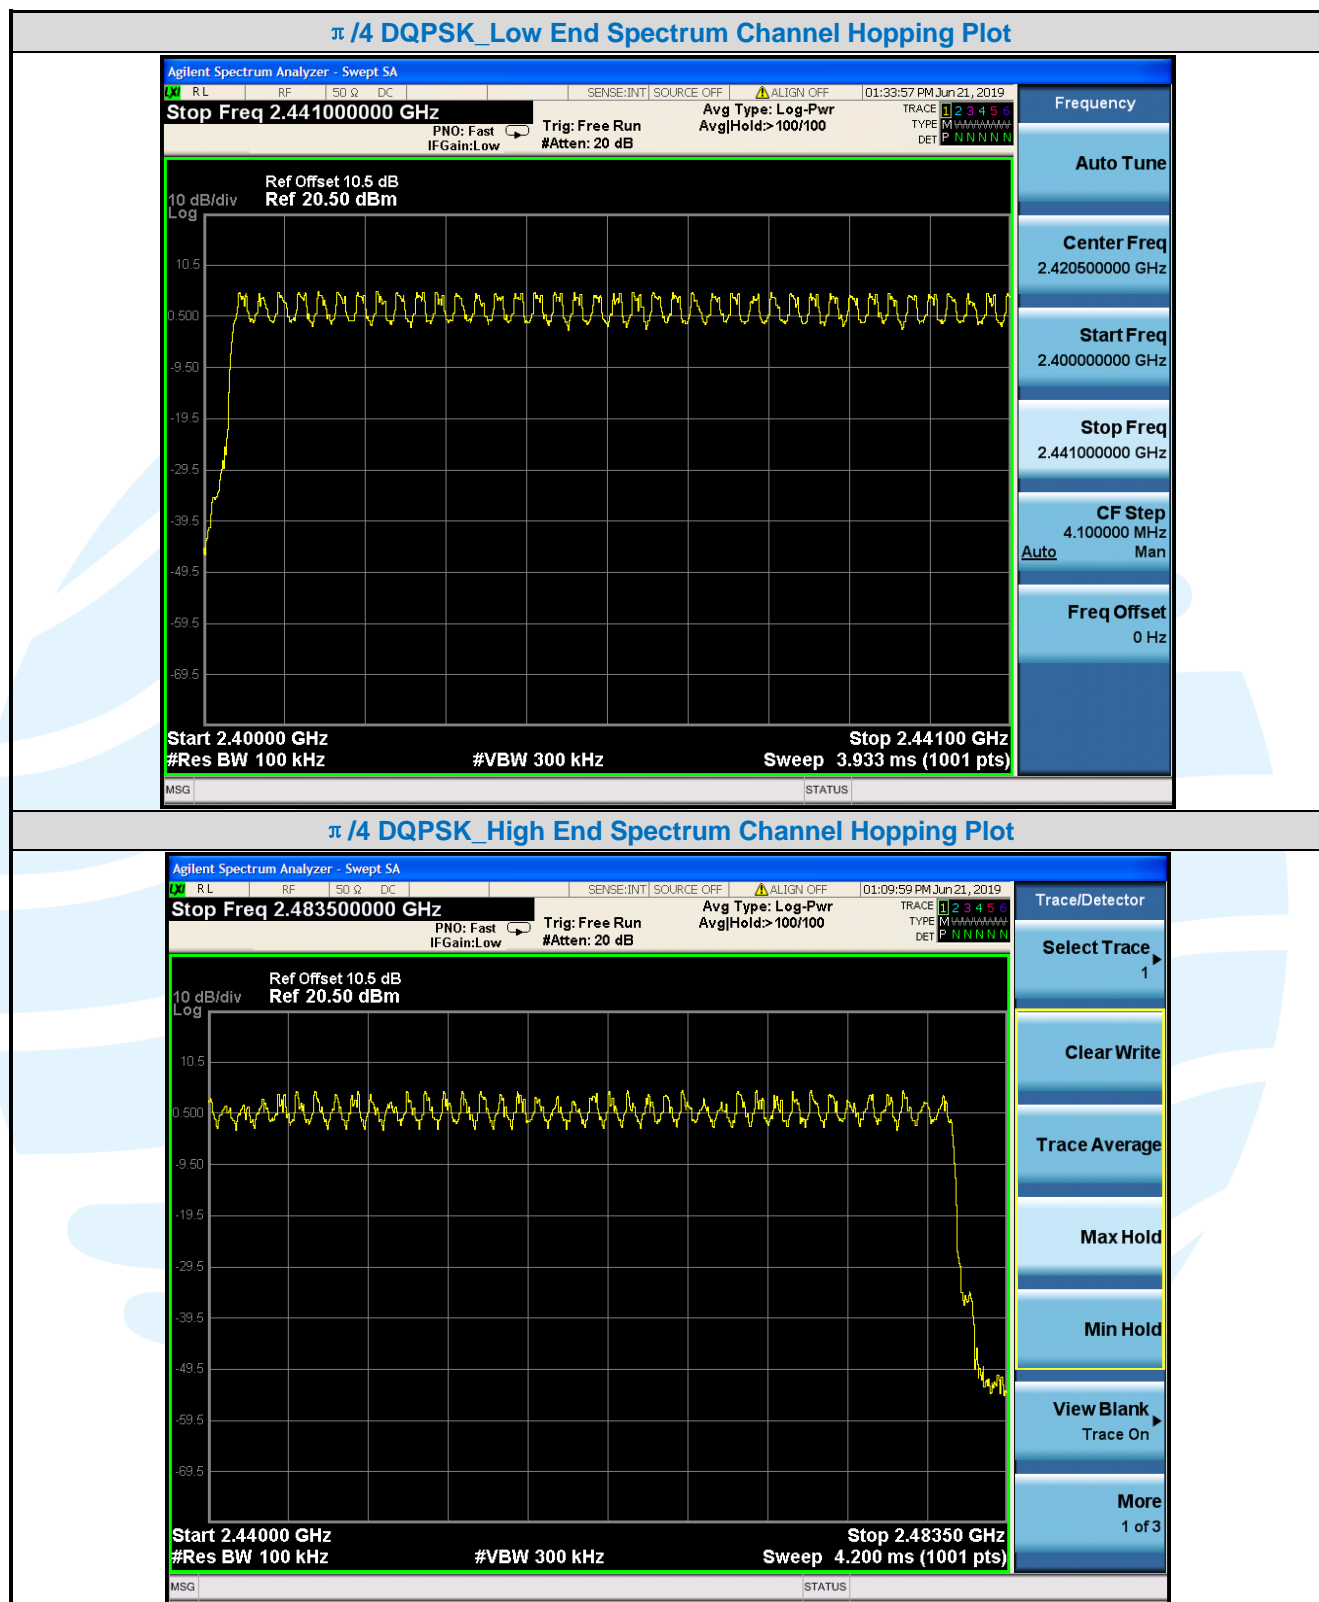 π/4 DQPSK_Low End Spectrum Channel Hopping Plot
Agilent Spectrum Analyzer - Swept SA
LXI RL RF 50 Ω DC SENSE:INT SOURCE OFF ALIGN OFF 01:33:57 PM Jun 21, 2019
Stop Freq 2.441000000 GHz
PNO: Fast
IFGain:Low
Trig: Free Run
#Atten: 20 dB
Avg Type: Log-Pwr
Avg|Hold:>100/100
TRACE 1 2 3 4 5 6
TYPE M WWWWW
DET P N N N N N
Ref Offset 10.5 dB
10 dB/div Ref 20.50 dBm
Log
10.5
0.500
-9.50
-19.5
-29.5
-39.5
-49.5
-59.5
-69.5
Start 2.40000 GHz Stop 2.44100 GHz
#Res BW 100 kHz #VBW 300 kHz Sweep 3.933 ms (1001 pts)
MSG STATUS
Frequency
Auto Tune
Center Freq
2.420500000 GHz
Start Freq
2.400000000 GHz
Stop Freq
2.441000000 GHz
CF Step
4.100000 MHz
Auto Man
Freq Offset
0 Hz
π/4 DQPSK_High End Spectrum Channel Hopping Plot
Agilent Spectrum Analyzer - Swept SA
LXI RL RF 50 Ω DC SENSE:INT SOURCE OFF ALIGN OFF 01:09:59 PM Jun 21, 2019
Stop Freq 2.483500000 GHz
PNO: Fast
IFGain:Low
Trig: Free Run
#Atten: 20 dB
Avg Type: Log-Pwr
Avg|Hold:>100/100
TRACE 1 2 3 4 5 6
TYPE M WWWWW
DET P N N N N N
Ref Offset 10.5 dB
10 dB/div Ref 20.50 dBm
Log
10.5
0.500
-9.50
-19.5
-29.5
-39.5
-49.5
-59.5
-69.5
Start 2.44000 GHz Stop 2.48350 GHz
#Res BW 100 kHz #VBW 300 kHz Sweep 4.200 ms (1001 pts)
MSG STATUS
Trace/Detector
Select Trace
1
Clear Write
Trace Average
Max Hold
Min Hold
View Blank
Trace On
More
1 of 3